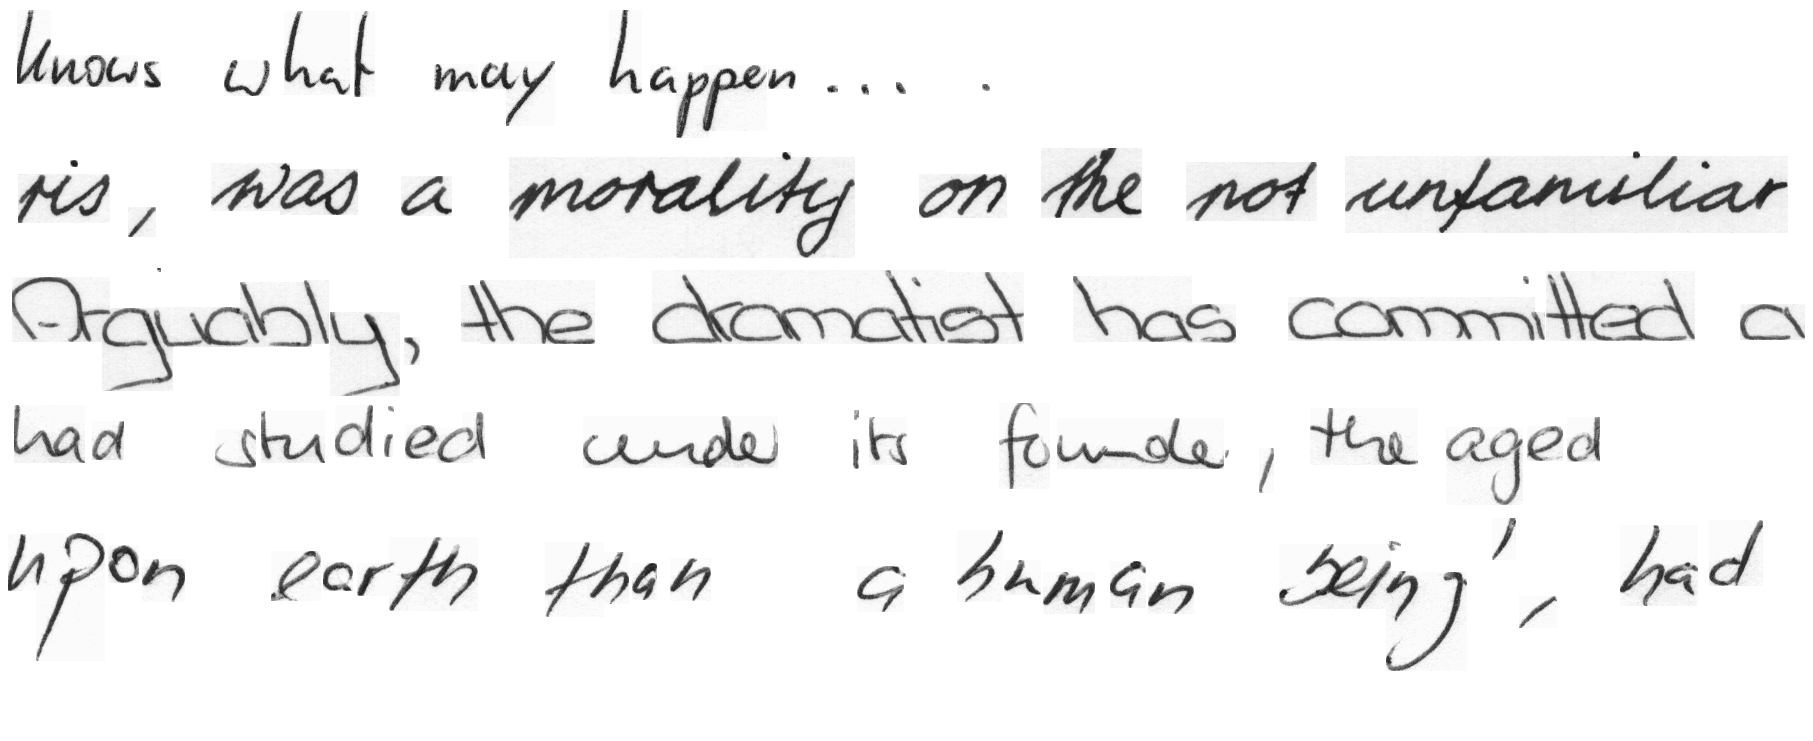 knows what may happen... .
ris, was a morality on the not unfamiliar
Arguably, the dramatist has committed a
had studied under its founder, the aged
upon earth than a human being', had